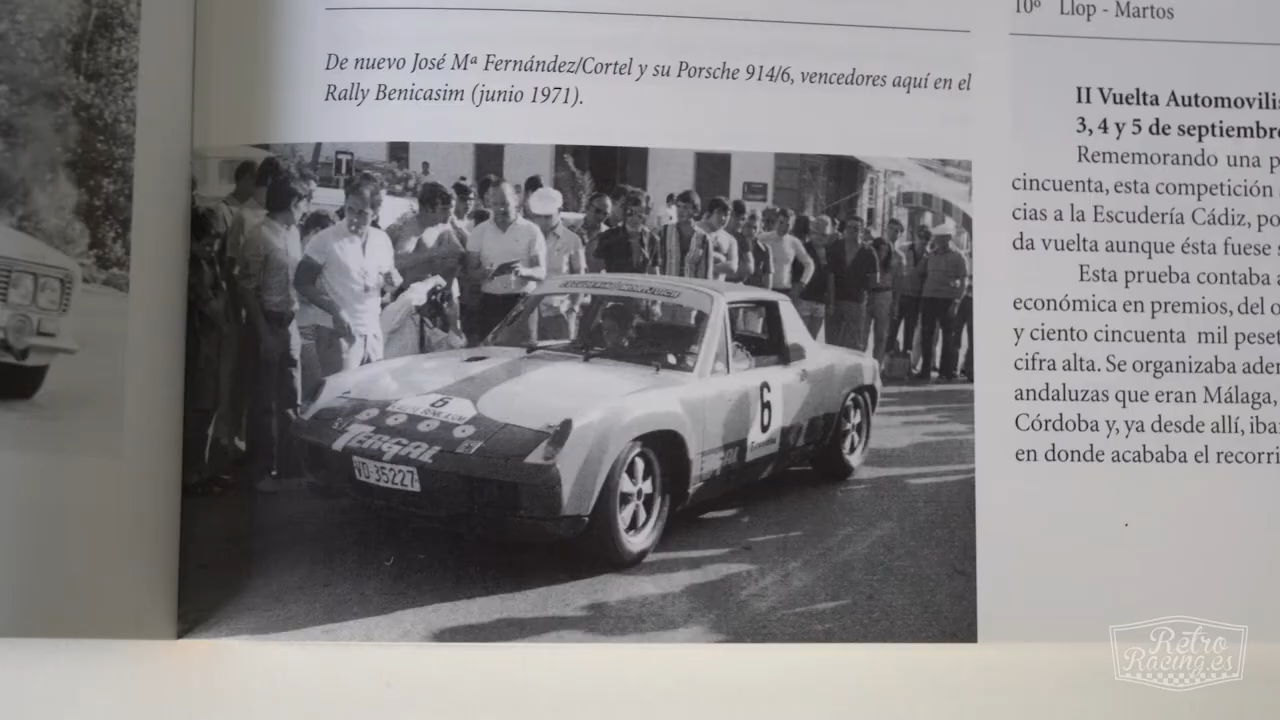 De nuevo José Mª Fernández/Cortel y su Porsche 914/6, vencedores aquí en el
Rally Benicasim (junio 1971).
T
6
TERGAL
VD-35227
6
10º Llop - Martos
II Vuelta Automovilis
3, 4 y 5 de septiembre
Rememorando una p
cincuenta, esta competición
cias a la Escudería Cádiz, po
da vuelta aunque ésta fuese s
Esta prueba contaba a
económica en premios, del o
y ciento cincuenta mil peset
cifra alta. Se organizaba ader
andaluzas que eran Málaga,
Córdoba y, ya desde allí, iba
en donde acababa el recorri
Retro
Racing.es